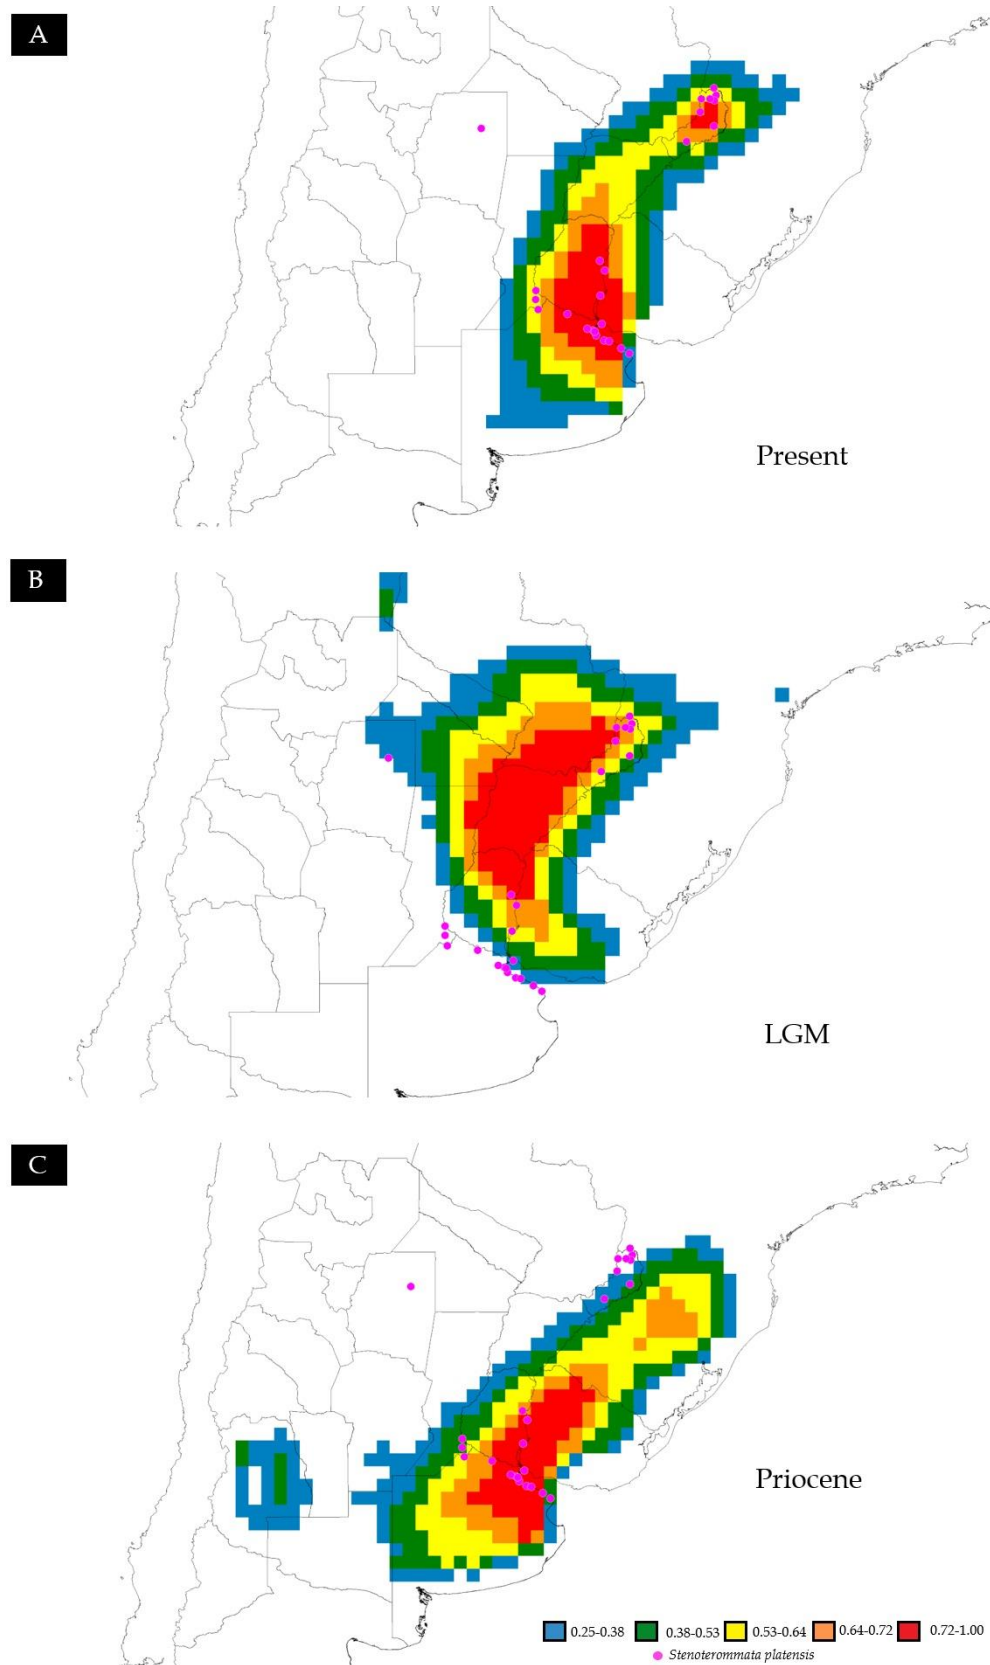 A
Present
B
LGM
C
Priocene
0.25-0.38 0.38-0.53 0.53-0.64 0.64-0.72 0.72-1.00
Stenoterommata platensis